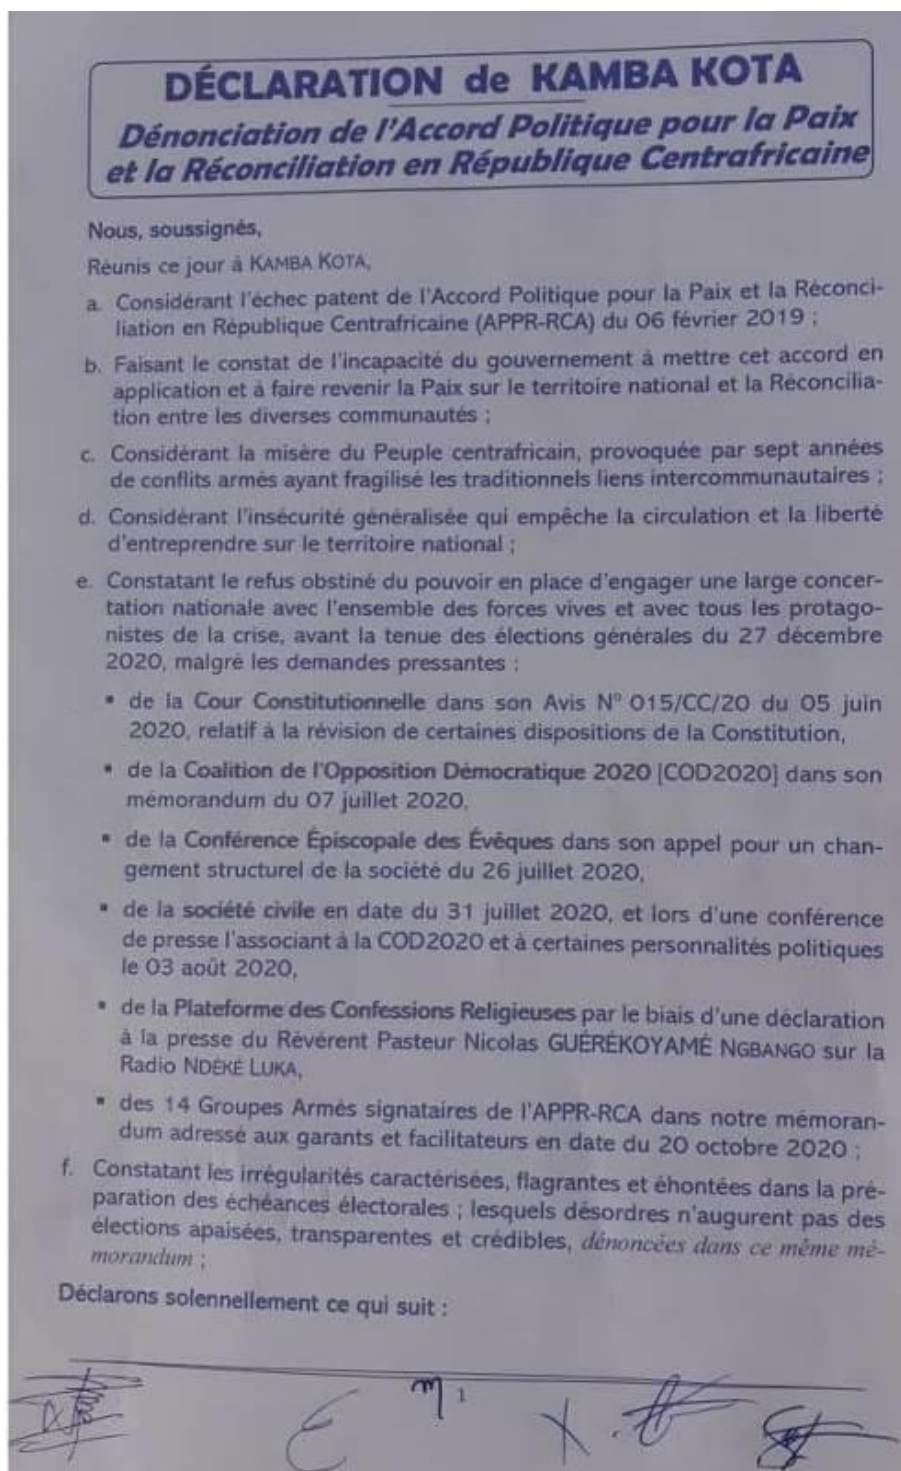 DÉCLARATION de KAMBA KOTA
Dénonciation de l'Accord Politique pour la Paix
et la Réconciliation en République Centrafricaine
Nous, soussignés,
Réunis ce jour à KAMBA KOTA,
a. Considérant l'échec patent de l'Accord Politique pour la Paix et la Réconci-
liation en République Centrafricaine (APPR-RCA) du 06 février 2019 ;
b. Faisant le constat de l'incapacité du gouvernement à mettre cet accord en
application et à faire revenir la Paix sur le territoire national et la Réconcilia-
tion entre les diverses communautés ;
c. Considérant la misère du Peuple centrafricain, provoquée par sept années
de conflits armés ayant fragilisé les traditionnels liens intercommunautaires ;
d. Considérant l'insécurité généralisée qui empêche la circulation et la liberté
d'entreprendre sur le territoire national ;
e. Constatant le refus obstiné du pouvoir en place d'engager une large concer-
tation nationale avec l'ensemble des forces vives et avec tous les protago-
nistes de la crise, avant la tenue des élections générales du 27 décembre
2020, malgré les demandes pressantes :
▪ de la Cour Constitutionnelle dans son Avis N° 015/CC/20 du 05 juin
2020, relatif à la révision de certaines dispositions de la Constitution,
▪ de la Coalition de l'Opposition Démocratique 2020 [COD2020] dans son
mémorandum du 07 juillet 2020,
▪ de la Conférence Épiscopale des Évêques dans son appel pour un chan-
gement structurel de la société du 26 juillet 2020,
▪ de la société civile en date du 31 juillet 2020, et lors d'une conférence
de presse l'associant à la COD2020 et à certaines personnalités politiques
le 03 août 2020,
▪ de la Plateforme des Confessions Religieuses par le biais d'une déclaration
à la presse du Révérent Pasteur Nicolas GUÉRÉKOYAMÉ NGBANGO sur la
Radio NDEKE LUKA,
▪ des 14 Groupes Armés signataires de l'APPR-RCA dans notre mémoran-
dum adressé aux garants et facilitateurs en date du 20 octobre 2020 ;
f. Constatant les irrégularités caractérisées, flagrantes et éhontées dans la pré-
paration des échéances électorales ; lesquels désordres n'augurent pas des
élections apaisées, transparentes et crédibles, dénoncées dans ce même mé-
morandum ;
Déclarons solennellement ce qui suit :
1